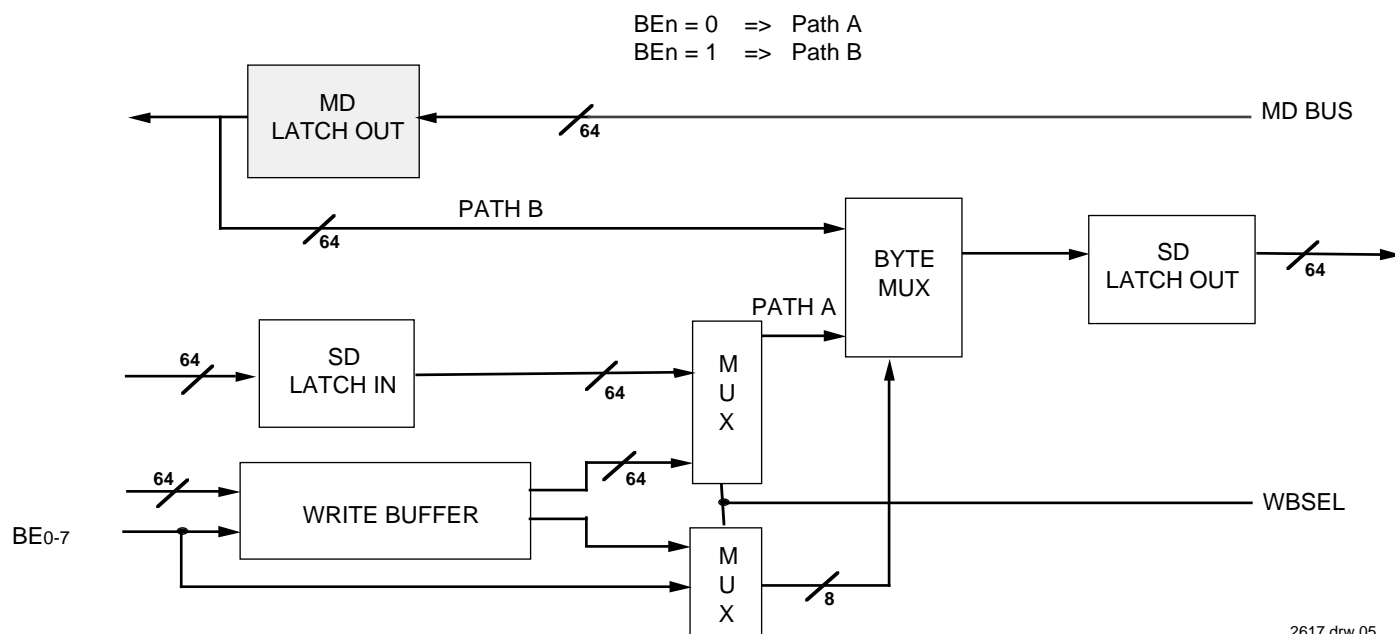 BEn = 0 => Path A
BEn = 1 => Path B
MD
LATCH OUT
64
MD BUS
PATH B
64
BYTE
MUX
SD
LATCH OUT
64
PATH A
64
SD
LATCH IN
64
M
U
X
64
WRITE BUFFER
64
WBSEL
BE0-7
M
U
X
8
2617 drw 05